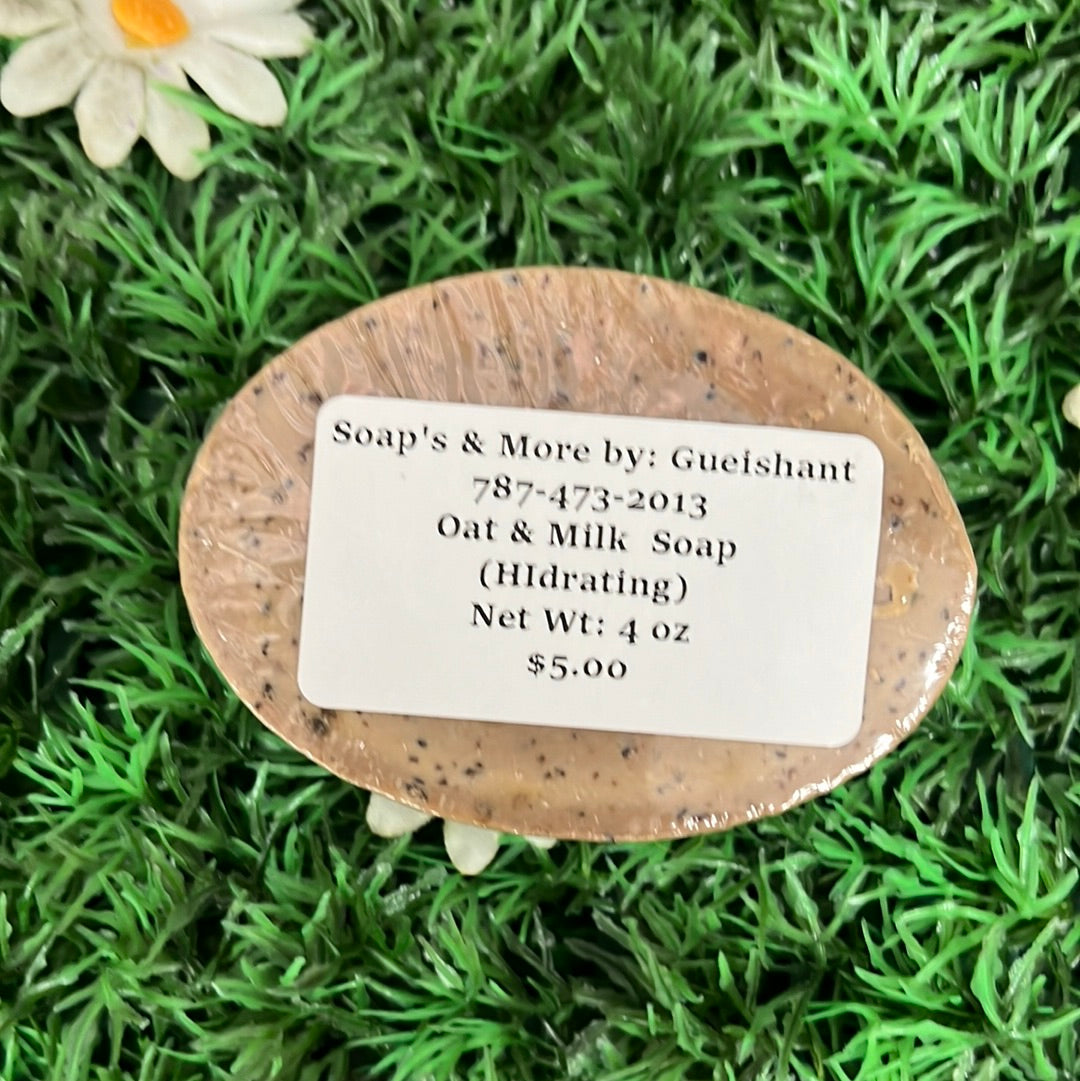 Soap's & More by: Gueishant
787-473-2013
Oat & Milk Soap
(HIdrating)
Net Wt: 4 oz
$5.00